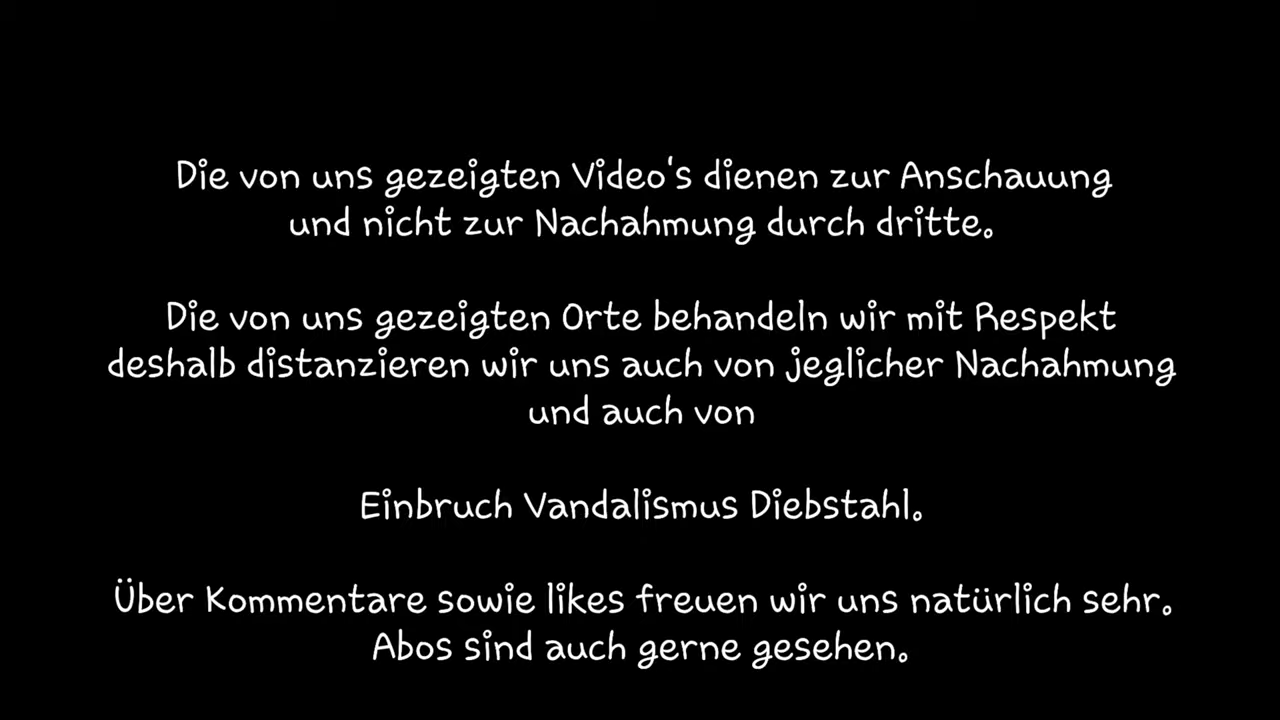 Die von uns gezeigten Video's dienen zur Anschauung
und nicht zur Nachahmung durch dritte.
Die von uns gezeigten Orte behandeln wir mit Respekt
deshalb distanzieren wir uns auch von jeglicher Nachahmung
und auch von
Einbruch Vandalismus Diebstahl.
Über Kommentare sowie likes freuen wir uns natürlich sehr.
Abos sind auch gerne gesehen.